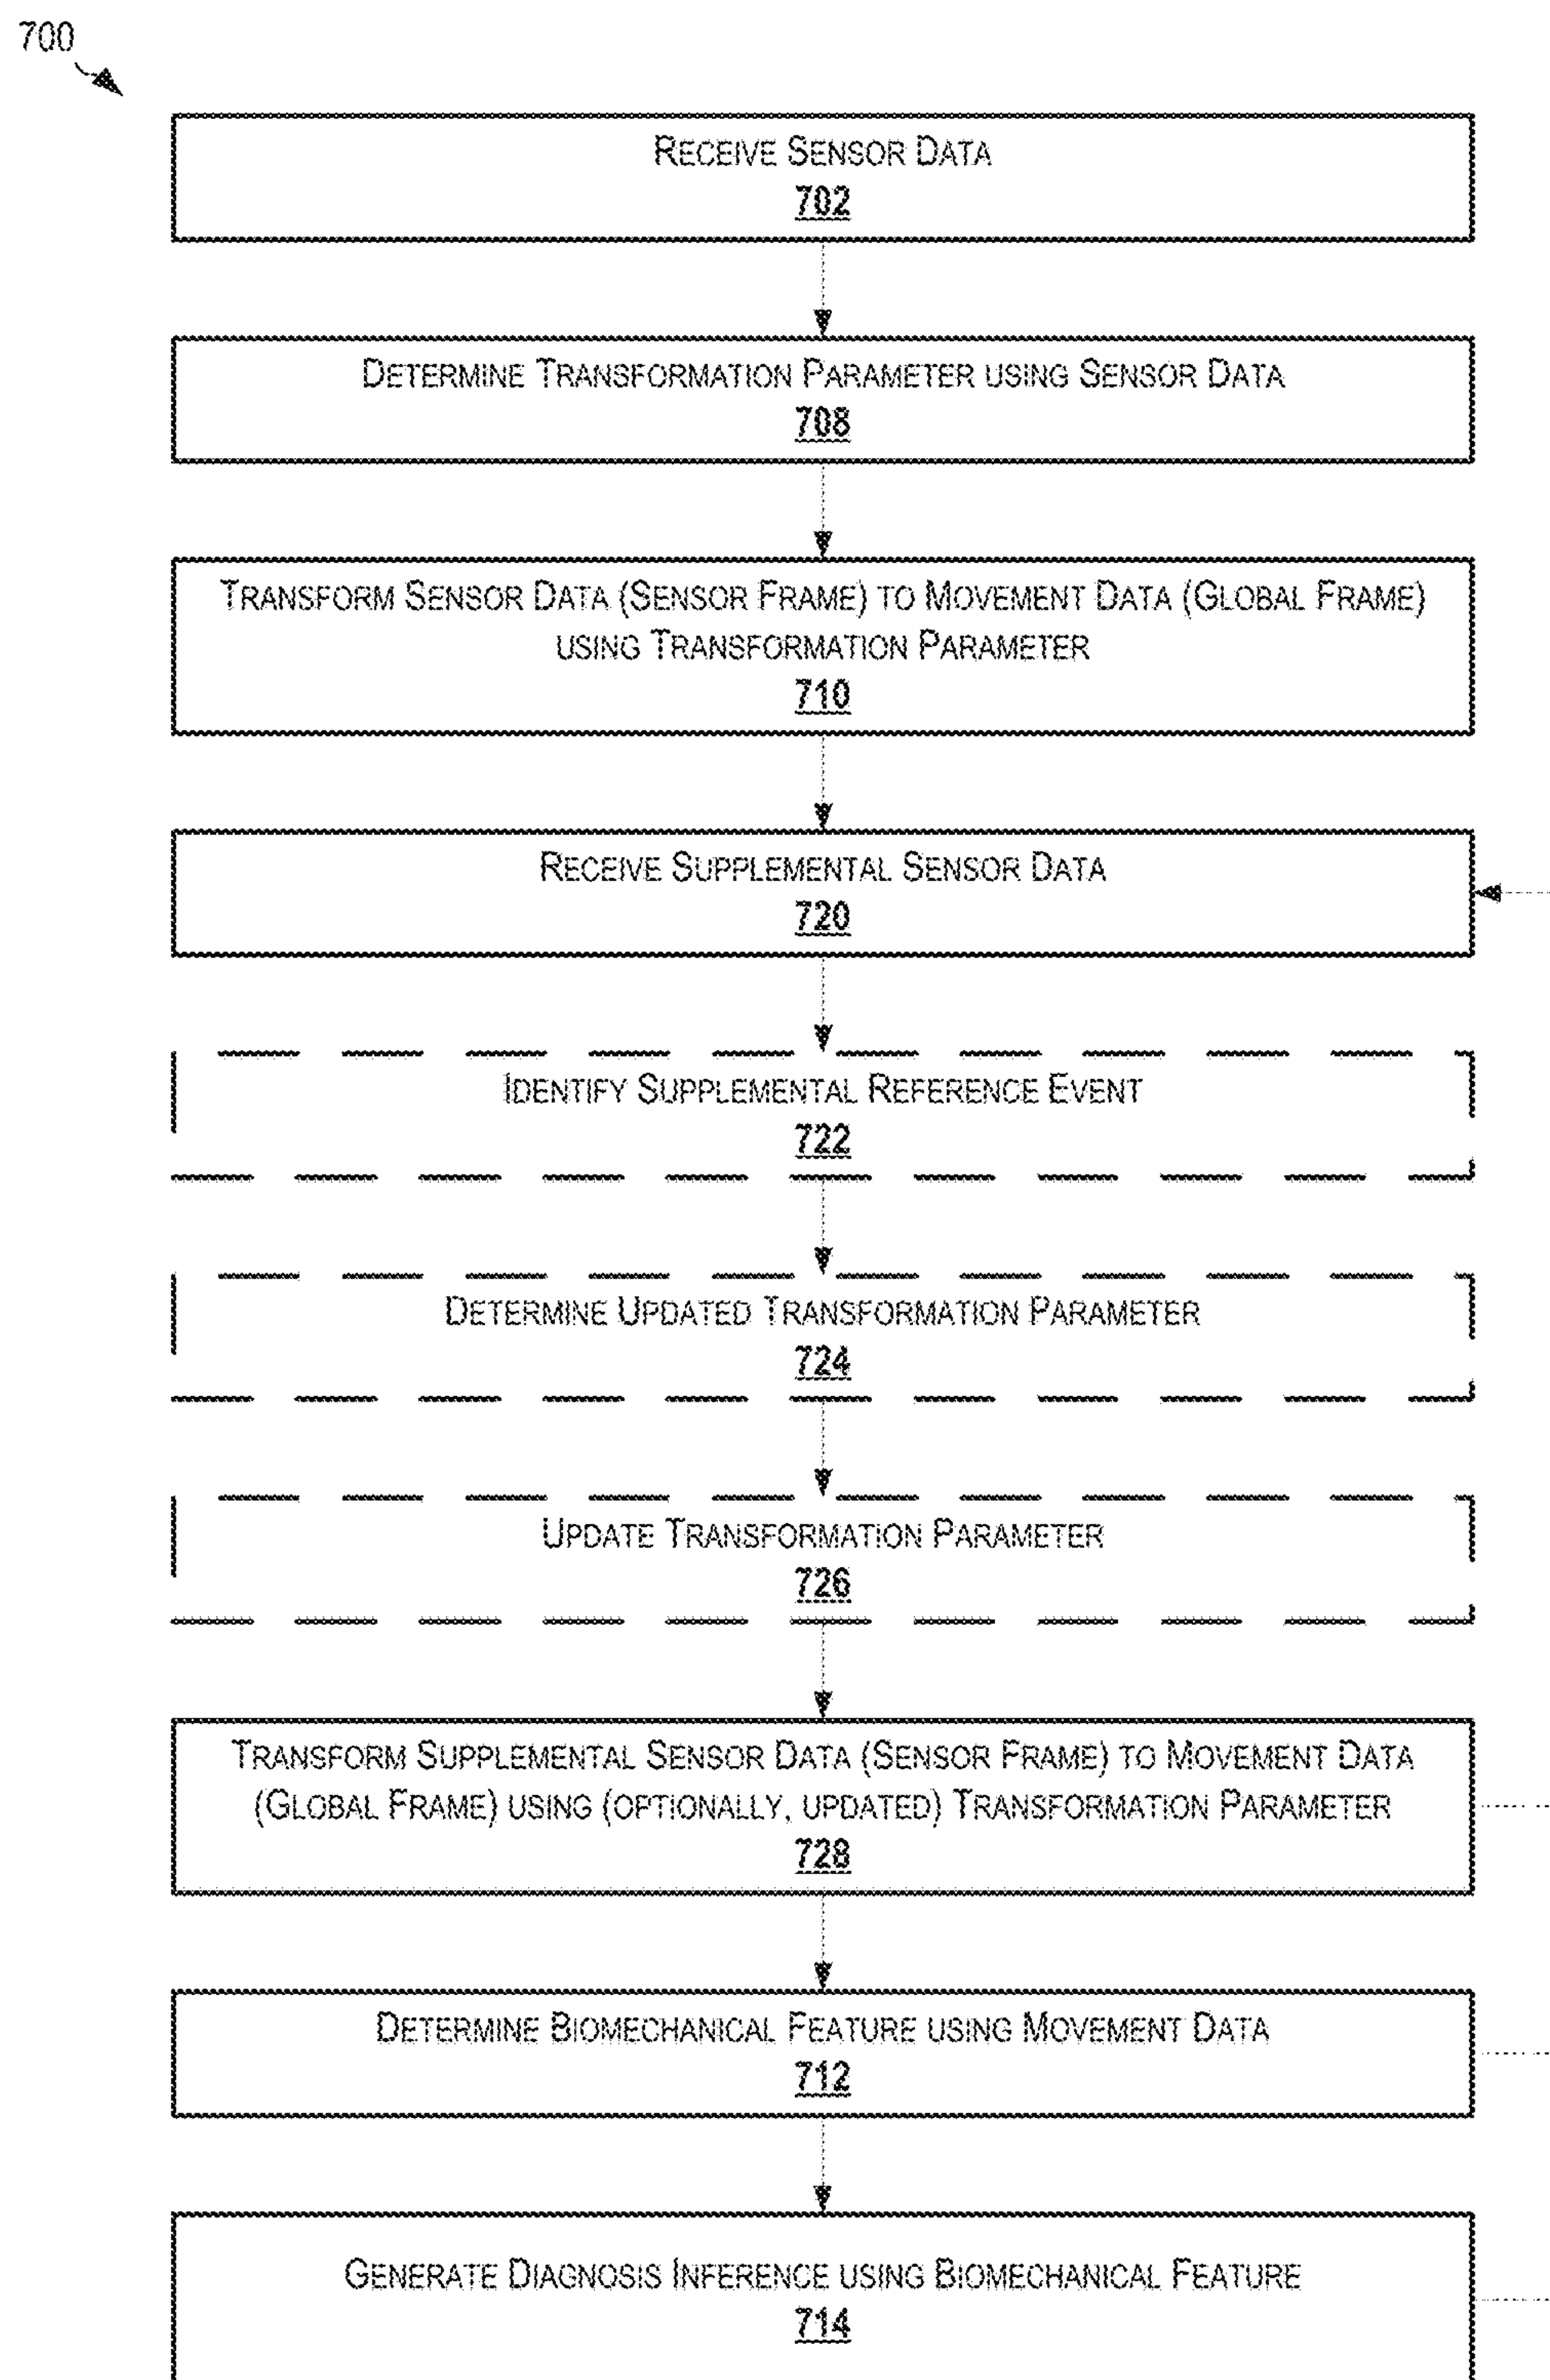 700
RECEIVE SENSOR DATA
702
DETERMINE TRANSFORMATION PARAMETER USING SENSOR DATA
708
TRANSFORM SENSOR DATA (SENSOR FRAME) TO MOVEMENT DATA (GLOBAL FRAME)
USING TRANSFORMATION PARAMETER
710
RECEIVE SUPPLEMENTAL SENSOR DATA
720
IDENTIFY SUPPLEMENTAL REFERENCE EVENT
722
DETERMINE UPDATED TRANSFORMATION PARAMETER
724
UPDATE TRANSFORMATION PARAMETER
726
TRANSFORM SUPPLEMENTAL SENSOR DATA (SENSOR FRAME) TO MOVEMENT DATA
(GLOBAL FRAME) USING (OPTIONALLY, UPDATED) TRANSFORMATION PARAMETER
728
DETERMINE BIOMECHANICAL FEATURE USING MOVEMENT DATA
712
GENERATE DIAGNOSIS INFERENCE USING BIOMECHANICAL FEATURE
714